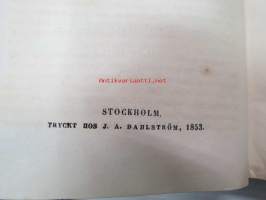 Antikvariaatti.net
STOCKHOLM,
TRYCKT HOS J. A. DAHLSTRÖM, 1853.